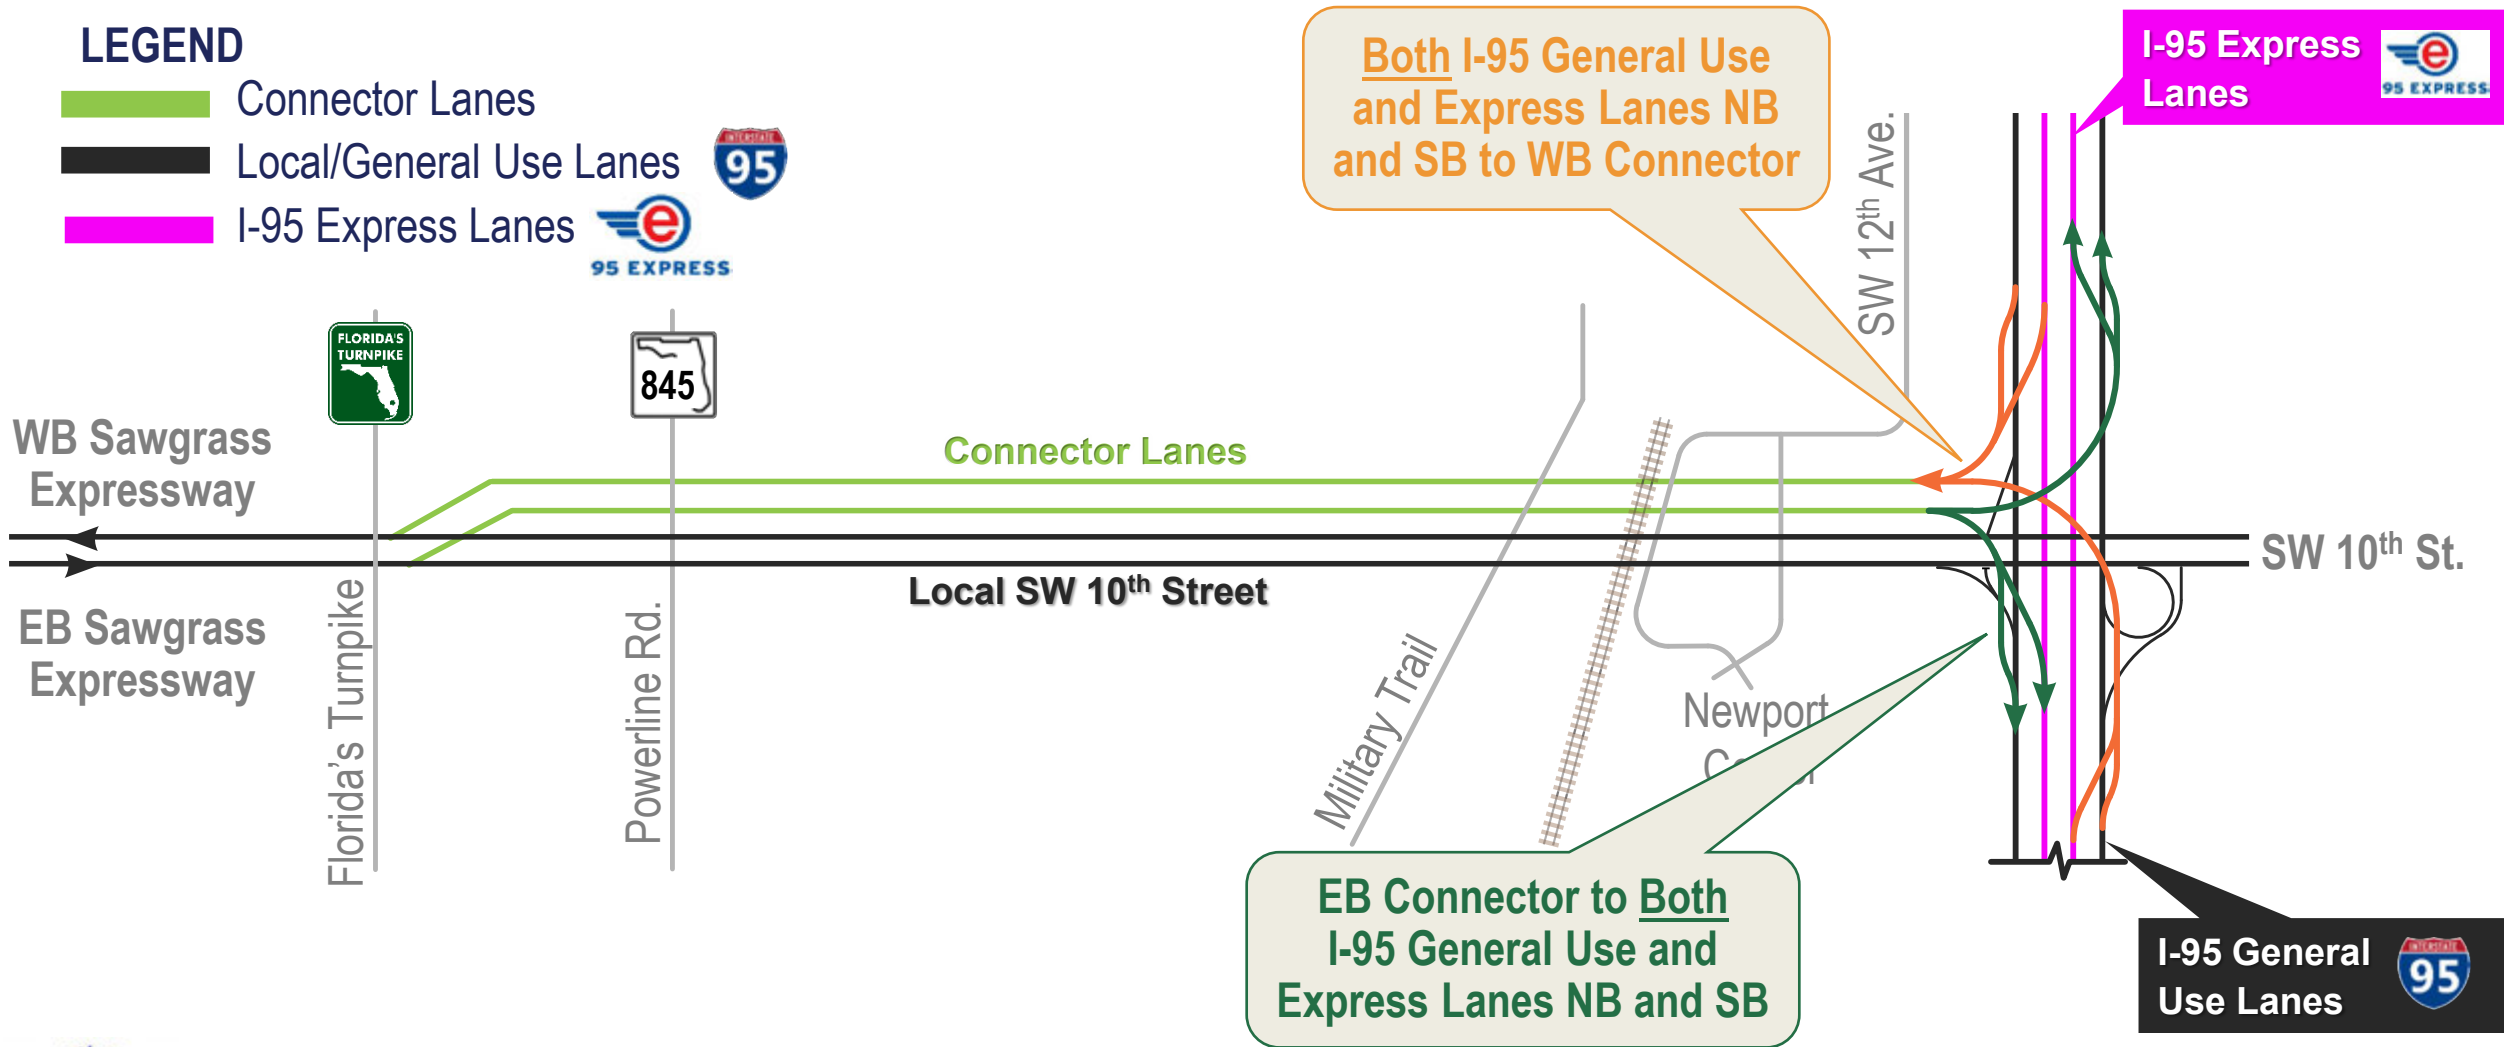 LEGEND
Connector Lanes
Local/General Use Lanes
INTERSTATE
95
I-95 Express Lanes
e
95 EXPRESS
Both I-95 General Use
and Express Lanes NB
and SB to WB Connector
I-95 Express
Lanes
e
95 EXPRESS
SW 12th Ave.
FLORIDA'S
TURNPIKE
845
WB Sawgrass
Expressway
Connector Lanes
SW 10th St.
Local SW 10th Street
EB Sawgrass
Expressway
Florida's Turnpike
Powerline Rd.
Military Trail
Newport
EB Connector to Both
I-95 General Use and
Express Lanes NB and SB
I-95 General
Use Lanes
INTERSTATE
95